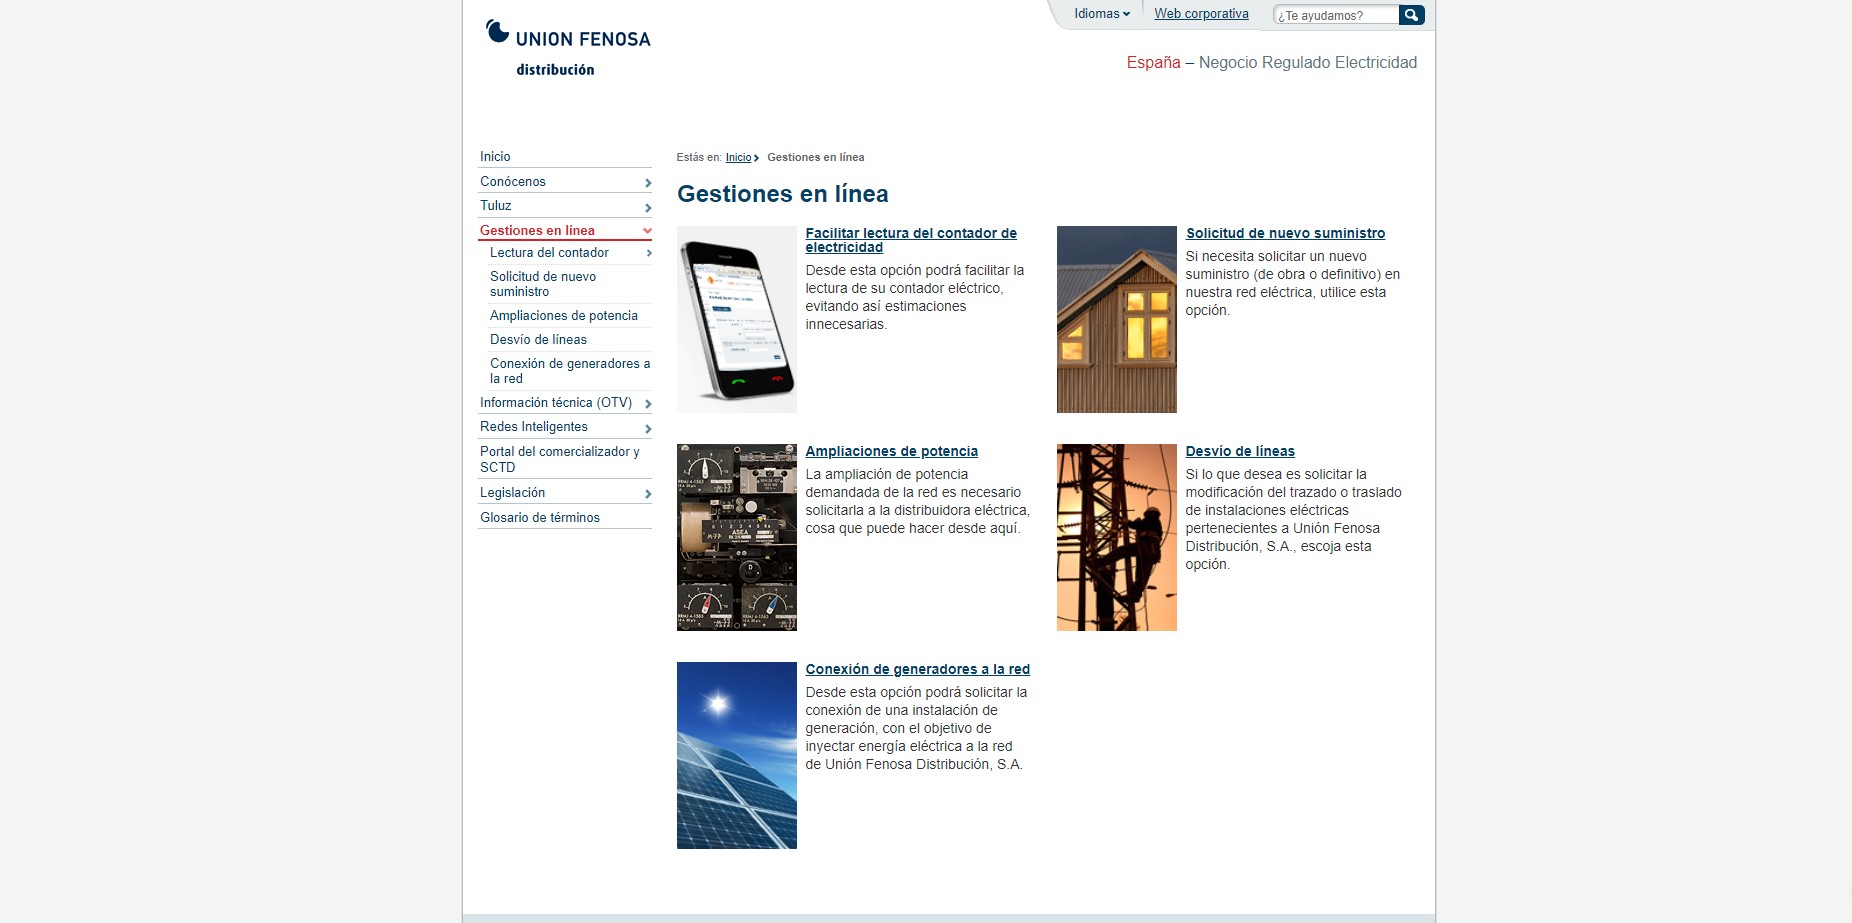 Idiomas
Web corporativa
¿Te ayudamos?
UNION FENOSA
distribución
España – Negocio Regulado Electricidad
Inicio
Conócenos
Tuluz
Gestiones en línea
Lectura del contador
Solicitud de nuevo
suministro
Ampliaciones de potencia
Desvío de líneas
Conexión de generadores a
la red
Información técnica (OTV)
Redes Inteligentes
Portal del comercializador y
SCTD
Legislación
Glosario de términos
Estás en: Inicio Gestiones en línea
Gestiones en línea
Facilitar lectura del contador de
electricidad
Desde esta opción podrá facilitar la
lectura de su contador eléctrico,
evitando así estimaciones
innecesarias.
Solicitud de nuevo suministro
Si necesita solicitar un nuevo
suministro (de obra o definitivo) en
nuestra red eléctrica, utilice esta
opción.
Ampliaciones de potencia
La ampliación de potencia
demandada de la red es necesario
solicitarla a la distribuidora eléctrica,
cosa que puede hacer desde aquí.
ASEA
Desvío de líneas
Si lo que desea es solicitar la
modificación del trazado o traslado
de instalaciones eléctricas
pertenecientes a Unión Fenosa
Distribución, S.A., escoja esta
opción.
Conexión de generadores a la red
Desde esta opción podrá solicitar la
conexión de una instalación de
generación, con el objetivo de
inyectar energía eléctrica a la red
de Unión Fenosa Distribución, S.A.